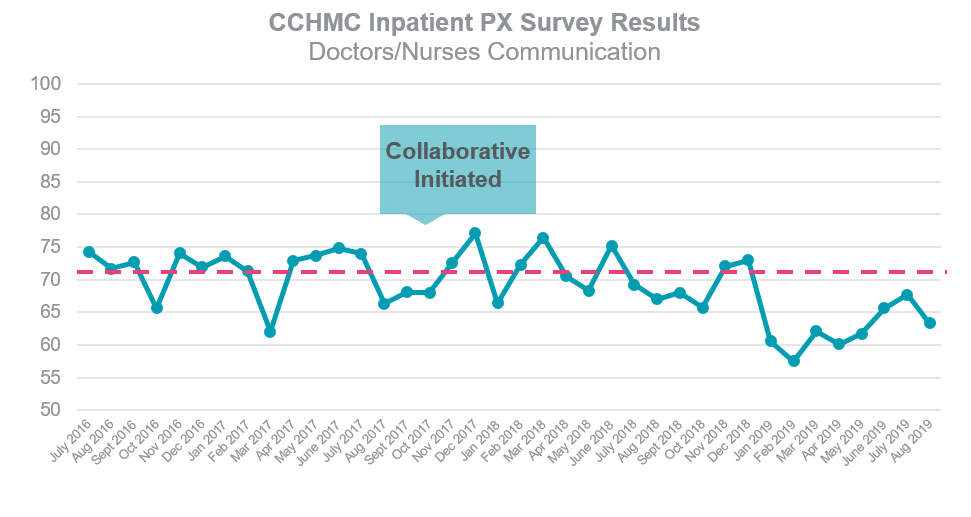 CCHMC Inpatient PX Survey Results
Doctors/Nurses Communication
100
95
90
85
80
75
70
65
60
55
50
Collaborative
Initiated
July 2016
Aug 2016
Sept 2016
Oct 2016
Nov 2016
Dec 2016
Jan 2017
Feb 2017
Mar 2017
Apr 2017
May 2017
June 2017
July 2017
Aug 2017
Sept 2017
Oct 2017
Nov 2017
Dec 2017
Jan 2018
Feb 2018
Mar 2018
Apr 2018
May 2018
June 2018
July 2018
Aug 2018
Sept 2018
Oct 2018
Nov 2018
Dec 2018
Jan 2019
Feb 2019
Mar 2019
Apr 2019
May 2019
June 2019
July 2019
Aug 2019